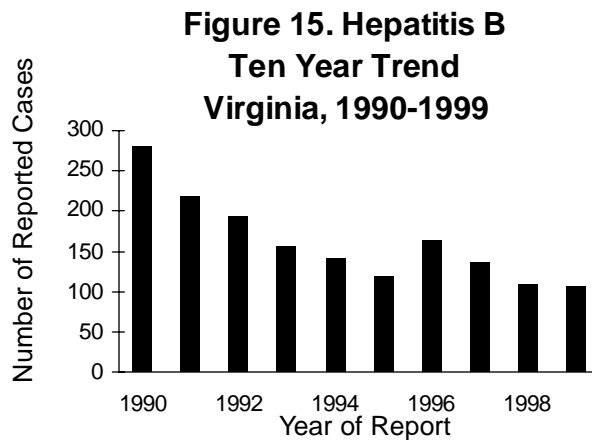 Figure 15. Hepatitis B
Ten Year Trend
Virginia, 1990-1999
Number of Reported Cases
300
250
200
150
100
50
0
1990 1992 1994 1996 1998
Year of Report